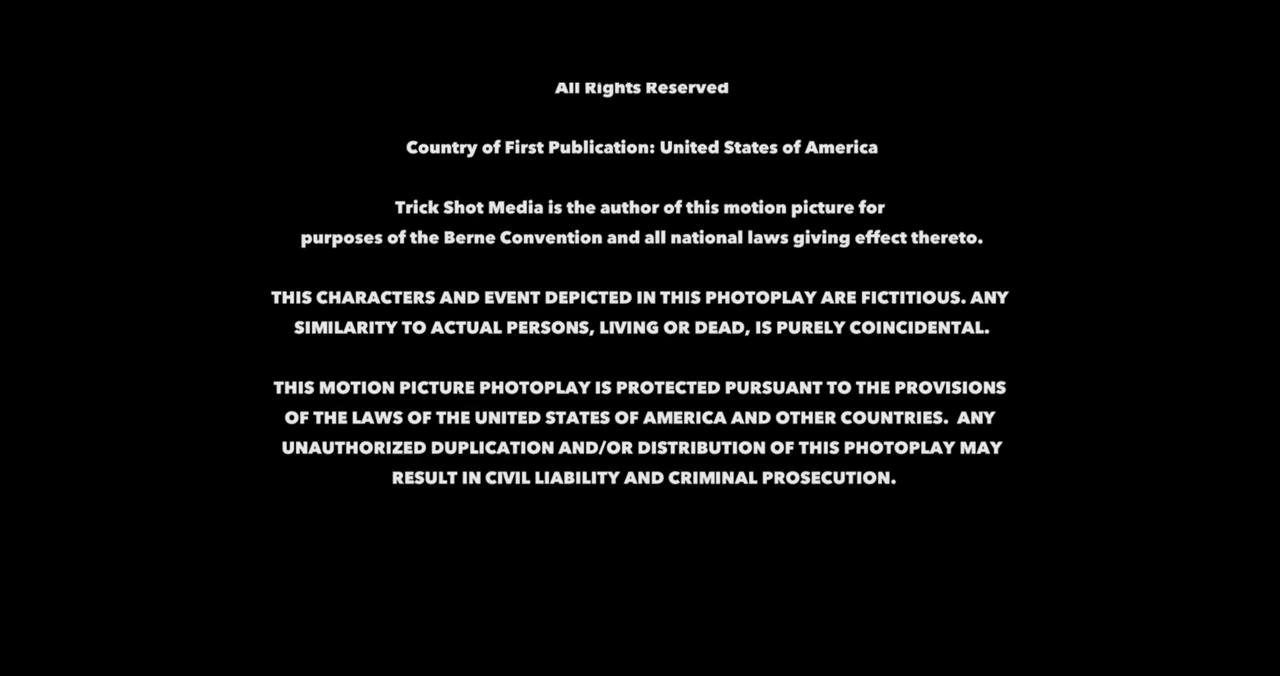 All Rights Reserved
Country of First Publication: United States of America
Trick Shot Media is the author of this motion picture for
purposes of the Berne Convention and all national laws giving effect thereto.
THIS CHARACTERS AND EVENT DEPICTED IN THIS PHOTOPLAY ARE FICTITIOUS. ANY
SIMILARITY TO ACTUAL PERSONS, LIVING OR DEAD, IS PURELY COINCIDENTAL.
THIS MOTION PICTURE PHOTOPLAY IS PROTECTED PURSUANT TO THE PROVISIONS
OF THE LAWS OF THE UNITED STATES OF AMERICA AND OTHER COUNTRIES.  ANY
UNAUTHORIZED DUPLICATION AND/OR DISTRIBUTION OF THIS PHOTOPLAY MAY
RESULT IN CIVIL LIABILITY AND CRIMINAL PROSECUTION.